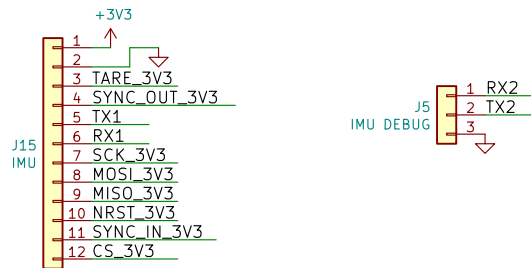 +3V3
1
2
3 TARE_3V3
4 SYNC_OUT_3V3
5 TX1
6 RX1
7 SCK_3V3
8 MOSI_3V3
9 MISO_3V3
10 NRST_3V3
11 SYNC_IN_3V3
12 CS_3V3
J15
IMU
1 RX2
2 TX2
3
J5
IMU DEBUG